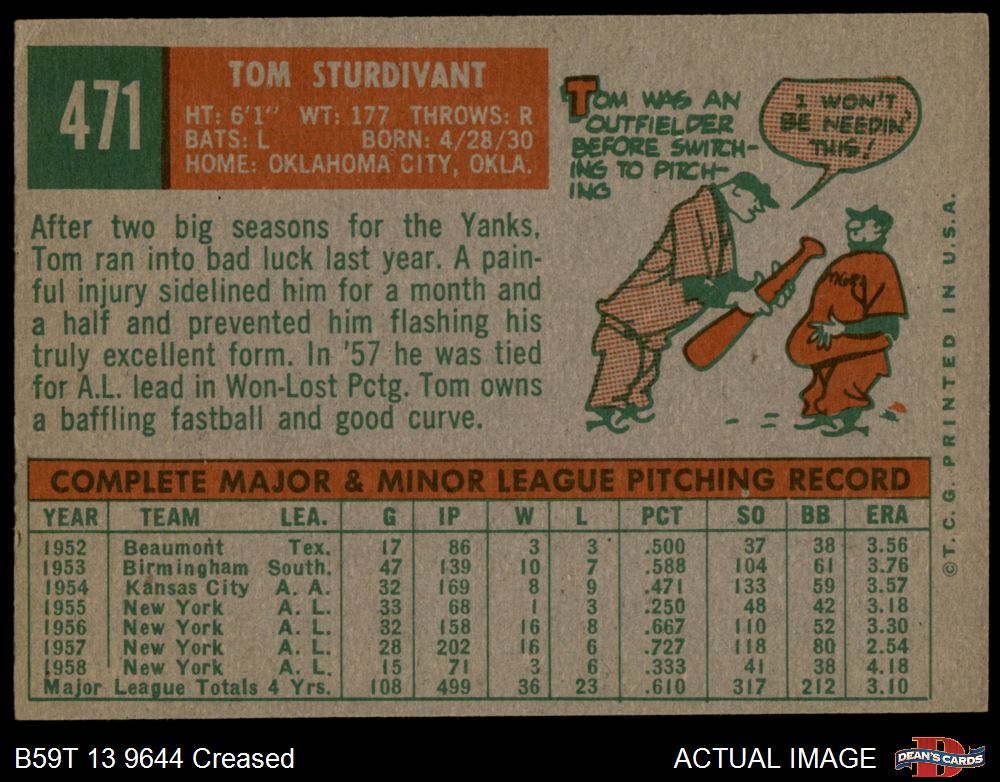 471
TOM STURDIVANT
HT: 6'1" WT: 177 THROWS: R
BATS: L BORN: 4/28/30
HOME: OKLAHOMA CITY, OKLA.
After two big seasons for the Yanks,
Tom ran into bad luck last year. A pain-
ful injury sidelined him for a month and
a half and prevented him flashing his
truly excellent form. In '57 he was tied
for A.L. lead in Won-Lost Pctg. Tom owns
a baffling fastball and good curve.
TOM WAS AN
OUTFIELDER
BEFORE SWITCH-
ING TO PITCH-
ING
I WON'T
BE NEEDIN'
THIS!
COMPLETE MAJOR & MINOR LEAGUE PITCHING RECORD
YEAR TEAM LEA. G IP W L PCT SO BB ERA
1952 Beaumont Tex. 17 86 3 3 .500 37 38 3.56
1953 Birmingham South. 47 139 10 7 .588 104 61 3.76
1954 Kansas City A. A. 32 169 8 9 .471 133 59 3.57
1955 New York A. L. 33 68 1 3 .250 48 42 3.18
1956 New York A. L. 32 158 16 8 .667 110 52 3.30
1957 New York A. L. 28 202 16 6 .727 118 80 2.54
1958 New York A. L. 15 71 3 6 .333 41 38 4.18
Major League Totals 4 Yrs. 108 499 36 23 .610 317 212 3.10
©T.C.G. PRINTED IN U.S.A.
B59T 13 9644 Creased
ACTUAL IMAGE
DEAN'S CARDS